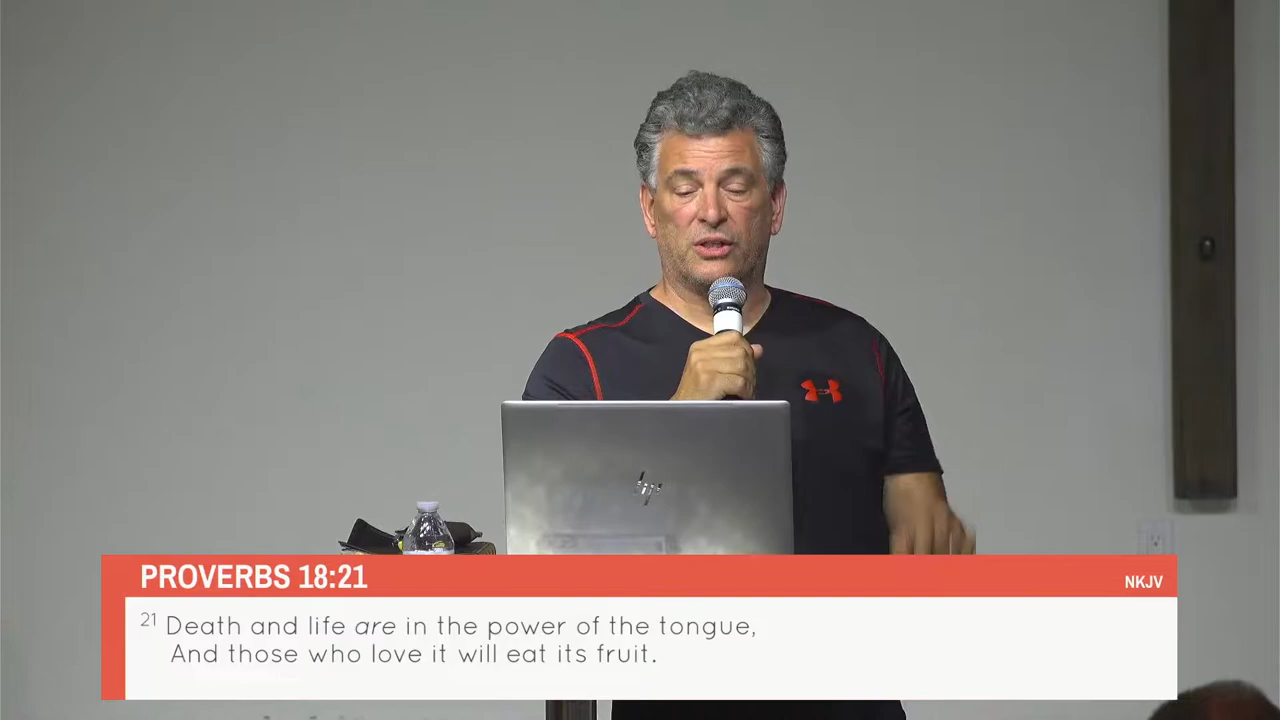 hp
PROVERBS 18:21
NKJV
21 Death and life are in the power of the tongue,
And those who love it will eat its fruit.